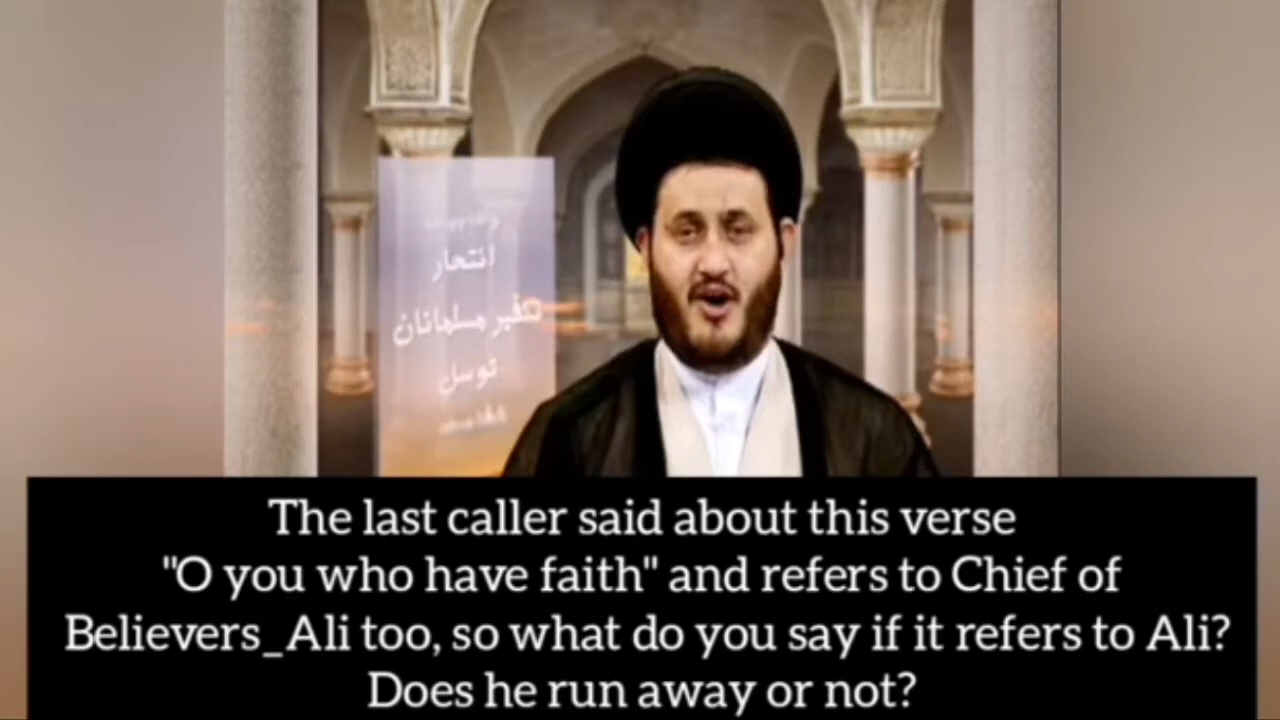 انتحار
تکفیر مسلمانان
توسل
The last caller said about this verse
"O you who have faith" and refers to Chief of
Believers_Ali too, so what do you say if it refers to Ali?
Does he run away or not?